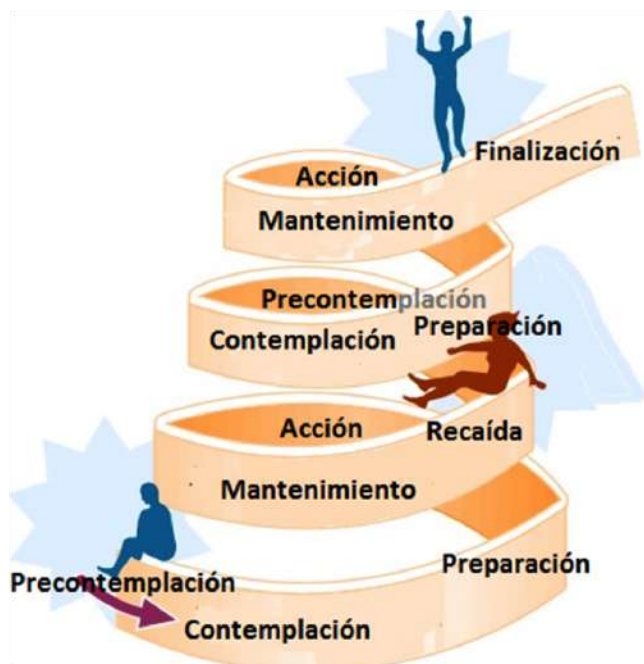 Finalización
Acción
Mantenimiento
Precontemplación
Preparación
Contemplación
Acción
Recaída
Mantenimiento
Preparación
Precontemplación
Contemplación